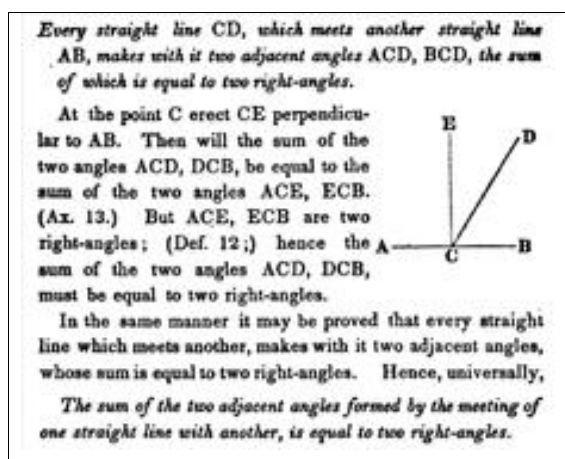 Every straight line CD, which meets another straight line
AB, makes with it two adjacent angles ACD, BCD, the sum
of which is equal to two right-angles.
At the point C erect CE perpendicu-
lar to AB. Then will the sum of the
two angles ACD, DCB, be equal to the
sum of the two angles ACE, ECB.
(Ax. 13.) But ACE, ECB are two
right-angles; (Def. 12;) hence the
sum of the two angles ACD, DCB,
must be equal to two right-angles.
E
D
A
C
B
In the same manner it may be proved that every straight
line which meets another, makes with it two adjacent angles,
whose sum is equal to two right-angles. Hence, universally,
The sum of the two adjacent angles formed by the meeting of
one straight line with another, is equal to two right-angles.